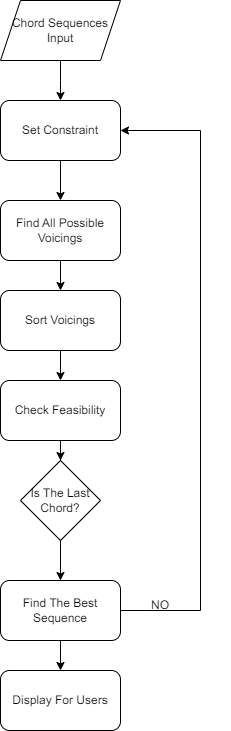 Chord Sequences
Input
Set Constraint
Find All Possible
Voicings
Sort Voicings
Check Feasibility
Is The Last
Chord?
Find The Best
Sequence
NO
Display For Users